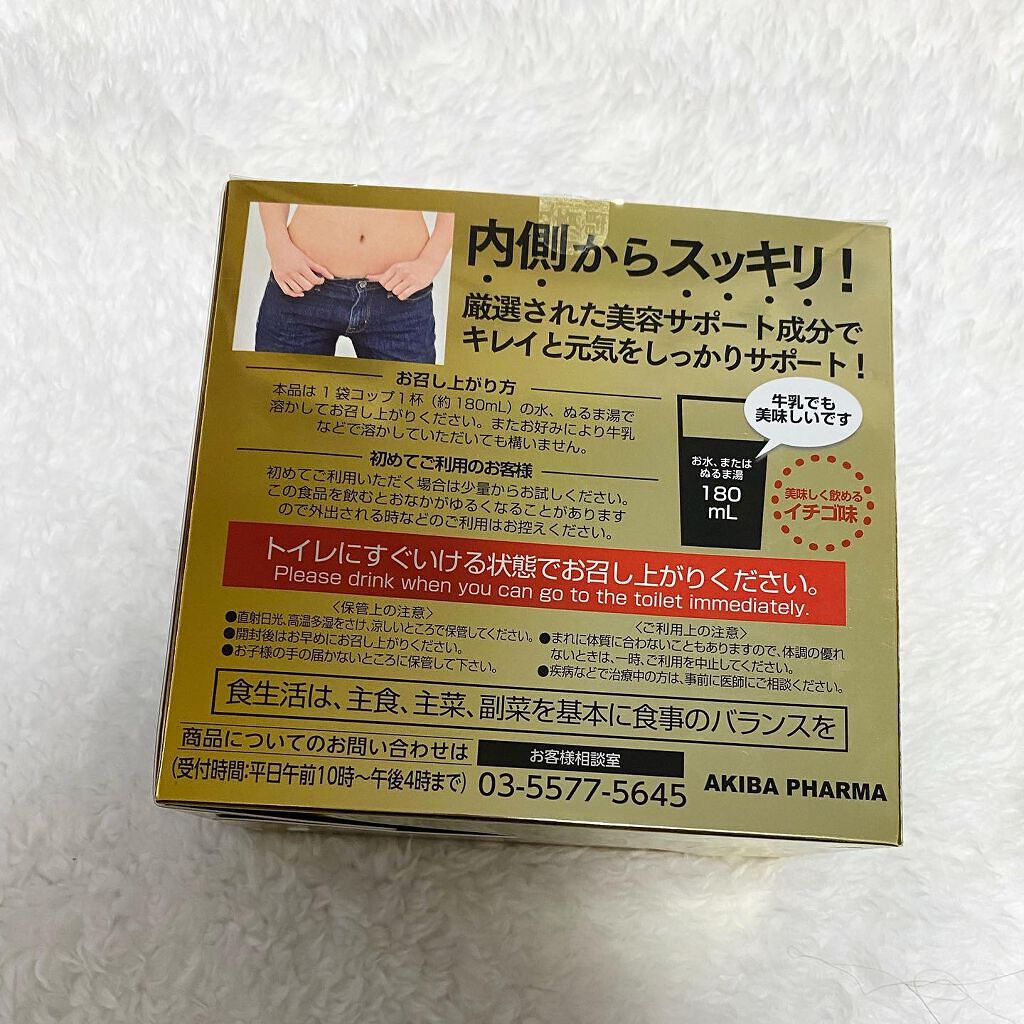 内側からスッキリ！
厳選された美容サポート成分で
キレイと元気をしっかりサポート！
お召し上がり方
本品は1袋コップ1杯（約180mL）の水、ぬるま湯で
溶かしてお召し上がりください。またお好みにより牛乳
などで溶かしていただいても構いません。
初めてご利用のお客様
初めてご利用いただく場合は少量からお試しください。
この食品を飲むとおなかがゆるくなることがあります
ので外出される時などのご利用はお控えください。
牛乳でも
美味しいです
お水、または
ぬるま湯
180
mL
美味しく飲める
イチゴ味
トイレにすぐいける状態でお召し上がりください。
Please drink when you can go to the toilet immediately.
〈保管上の注意〉
●直射日光、高温多湿をさけ、涼しいところで保管してください。
●開封後はお早めにお召し上がりください。
●お子様の手の届かないところに保管して下さい。
〈ご利用上の注意〉
●まれに体質に合わないこともありますので、体調の優れ
ないときは、一時、ご利用を中止してください。
●疾病などで治療中の方は、事前に医師にご相談ください。
食生活は、主食、主菜、副菜を基本に食事のバランスを
商品についてのお問い合わせは
（受付時間：平日午前10時〜午後4時まで）
お客様相談室
03-5577-5645
AKIBA PHARMA